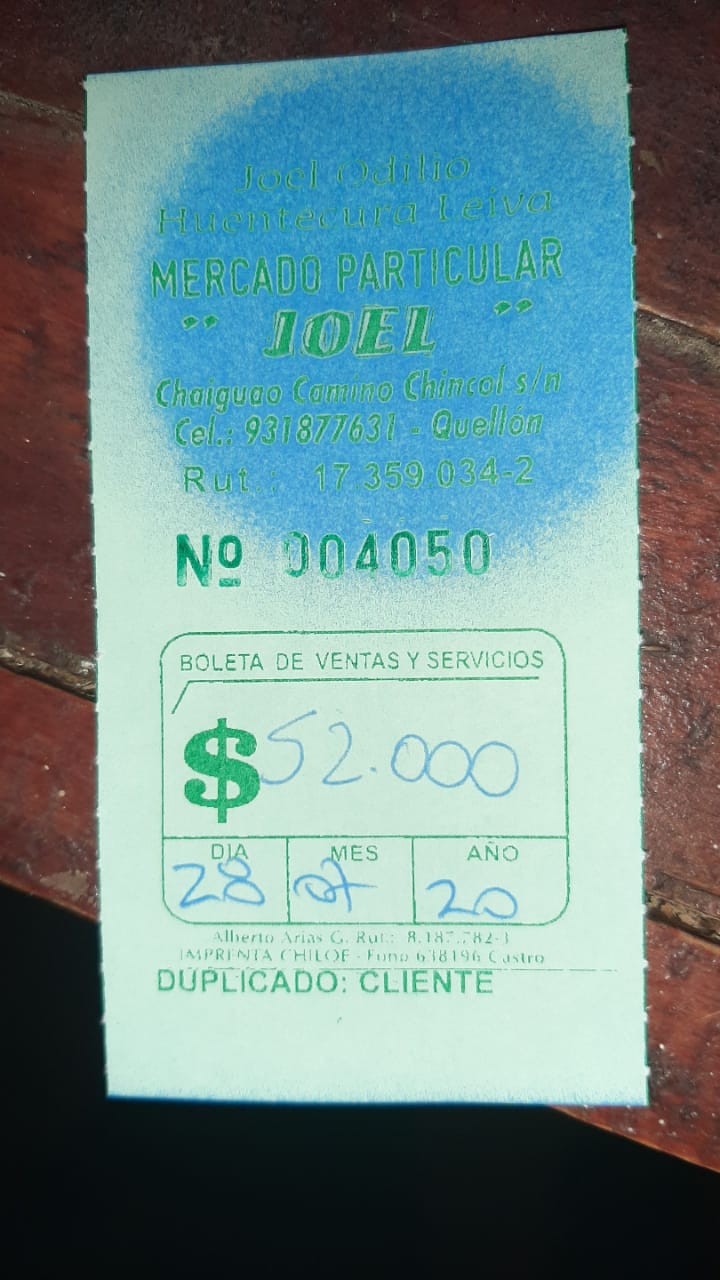 Joel Odilio
Huentecura Leiva
MERCADO PARTICULAR
" JOEL "
Chaiguao Camino Chincol s/n
Cel.: 931877631 - Quellón
Rut.: 17.359.034-2
Nº 004050
BOLETA DE VENTAS Y SERVICIOS
$ 52.000
DIA MES AÑO
28 07 20
Alberto Arias G. Rut.: 8.187.782-3
IMPRENTA CHILOE - Fono 638196 Castro
DUPLICADO: CLIENTE